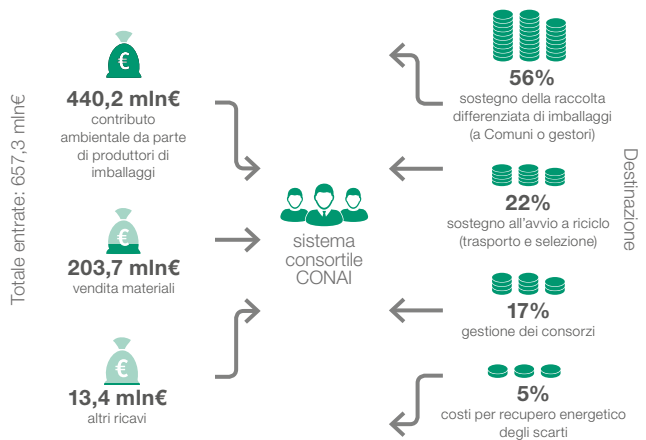 Totale entrate: 657,3 mln€
€
440,2 mln€
contributo
ambientale da parte
di produttori di
imballaggi
€
203,7 mln€
vendita materiali
€
13,4 mln€
altri ricavi
sistema
consortile
CONAI
56%
sostegno della raccolta
differenziata di imballaggi
(a Comuni o gestori)
22%
sostegno all'avvio a riciclo
(trasporto e selezione)
17%
gestione dei consorzi
5%
costi per recupero energetico
degli scarti
Destinazione